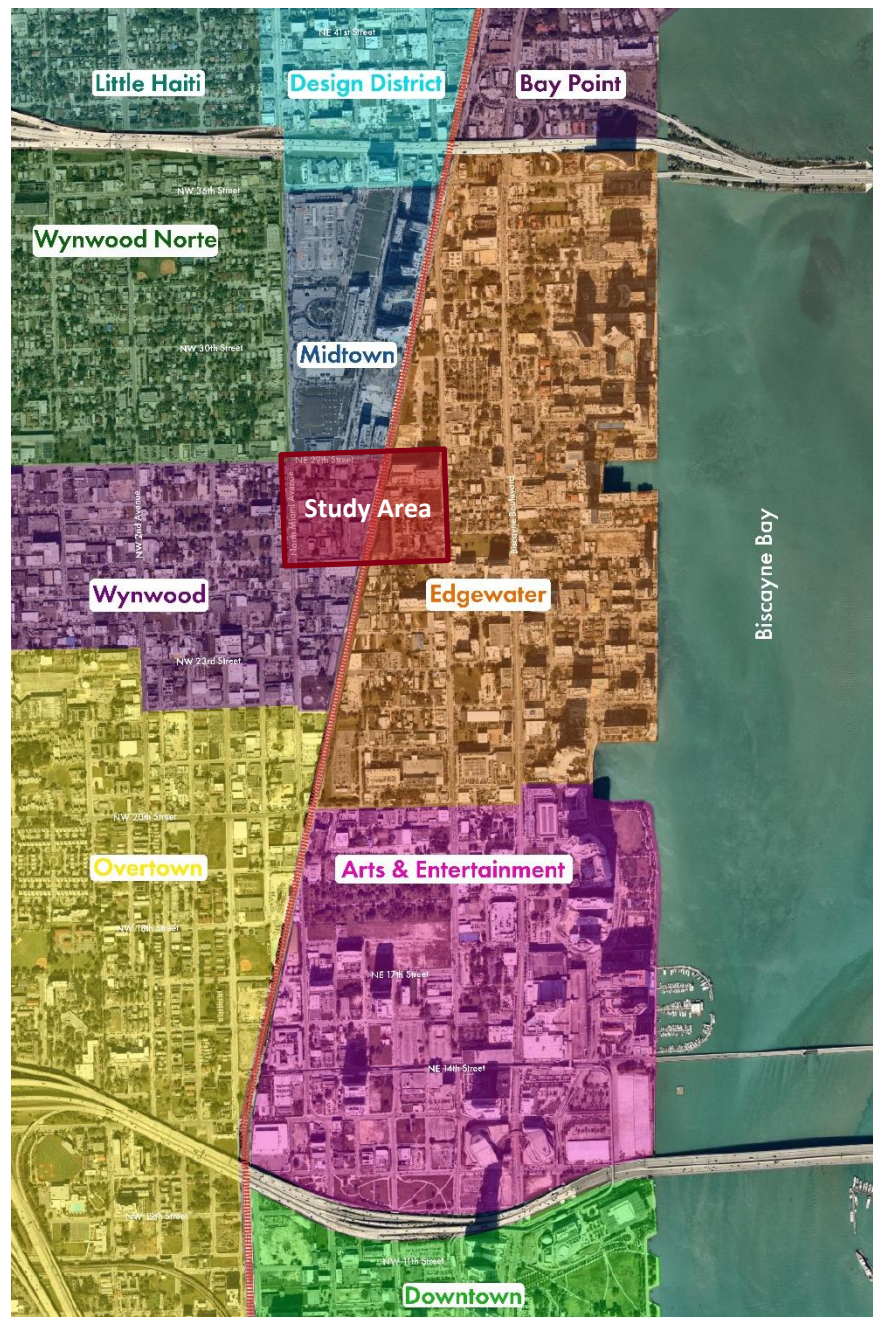 NE 41st Street
Little Haiti
Design District
Bay Point
NW 36th Street
Wynwood Norte
NW 30th Street
Midtown
NE 29th Street
North Miami Avenue
Study Area
NW 2nd Avenue
Biscayne Boulevard
Biscayne Bay
Wynwood
Edgewater
NW 23rd Street
NW 20th Street
Overtown
Arts & Entertainment
NW 18th Street
NE 17th Street
NE 14th Street
NW 12th Street
NW 11th Street
Downtown